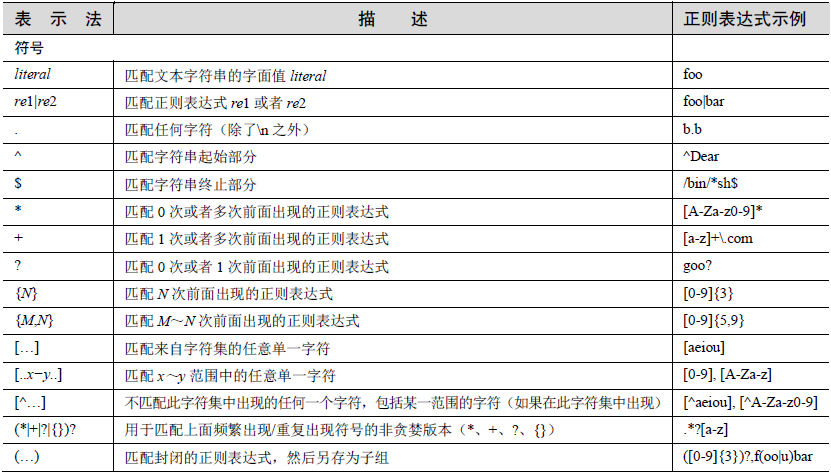 表 示 法 描 述 正则表达式示例
符号
literal 匹配文本字符串的字面值 literal foo
re1|re2 匹配正则表达式 re1 或者 re2 foo|bar
. 匹配任何字符（除了\n 之外） b.b
^ 匹配字符串起始部分 ^Dear
$ 匹配字符串终止部分 /bin/*sh$
* 匹配 0 次或者多次前面出现的正则表达式 [A-Za-z0-9]*
+ 匹配 1 次或者多次前面出现的正则表达式 [a-z]+\.com
? 匹配 0 次或者 1 次前面出现的正则表达式 goo?
{N} 匹配 N 次前面出现的正则表达式 [0-9]{3}
{M,N} 匹配 M～N 次前面出现的正则表达式 [0-9]{5,9}
[…] 匹配来自字符集的任意单一字符 [aeiou]
[..x−y..] 匹配 x～y 范围中的任意单一字符 [0-9], [A-Za-z]
[^…] 不匹配此字符集中出现的任何一个字符，包括某一范围的字符（如果在此字符集中出现） [^aeiou], [^A-Za-z0-9]
(*|+|?|{})? 用于匹配上面频繁出现/重复出现符号的非贪婪版本（*、+、?、{}） .*?[a-z]
(…) 匹配封闭的正则表达式，然后另存为子组 ([0-9]{3})?,f(oo|u)bar